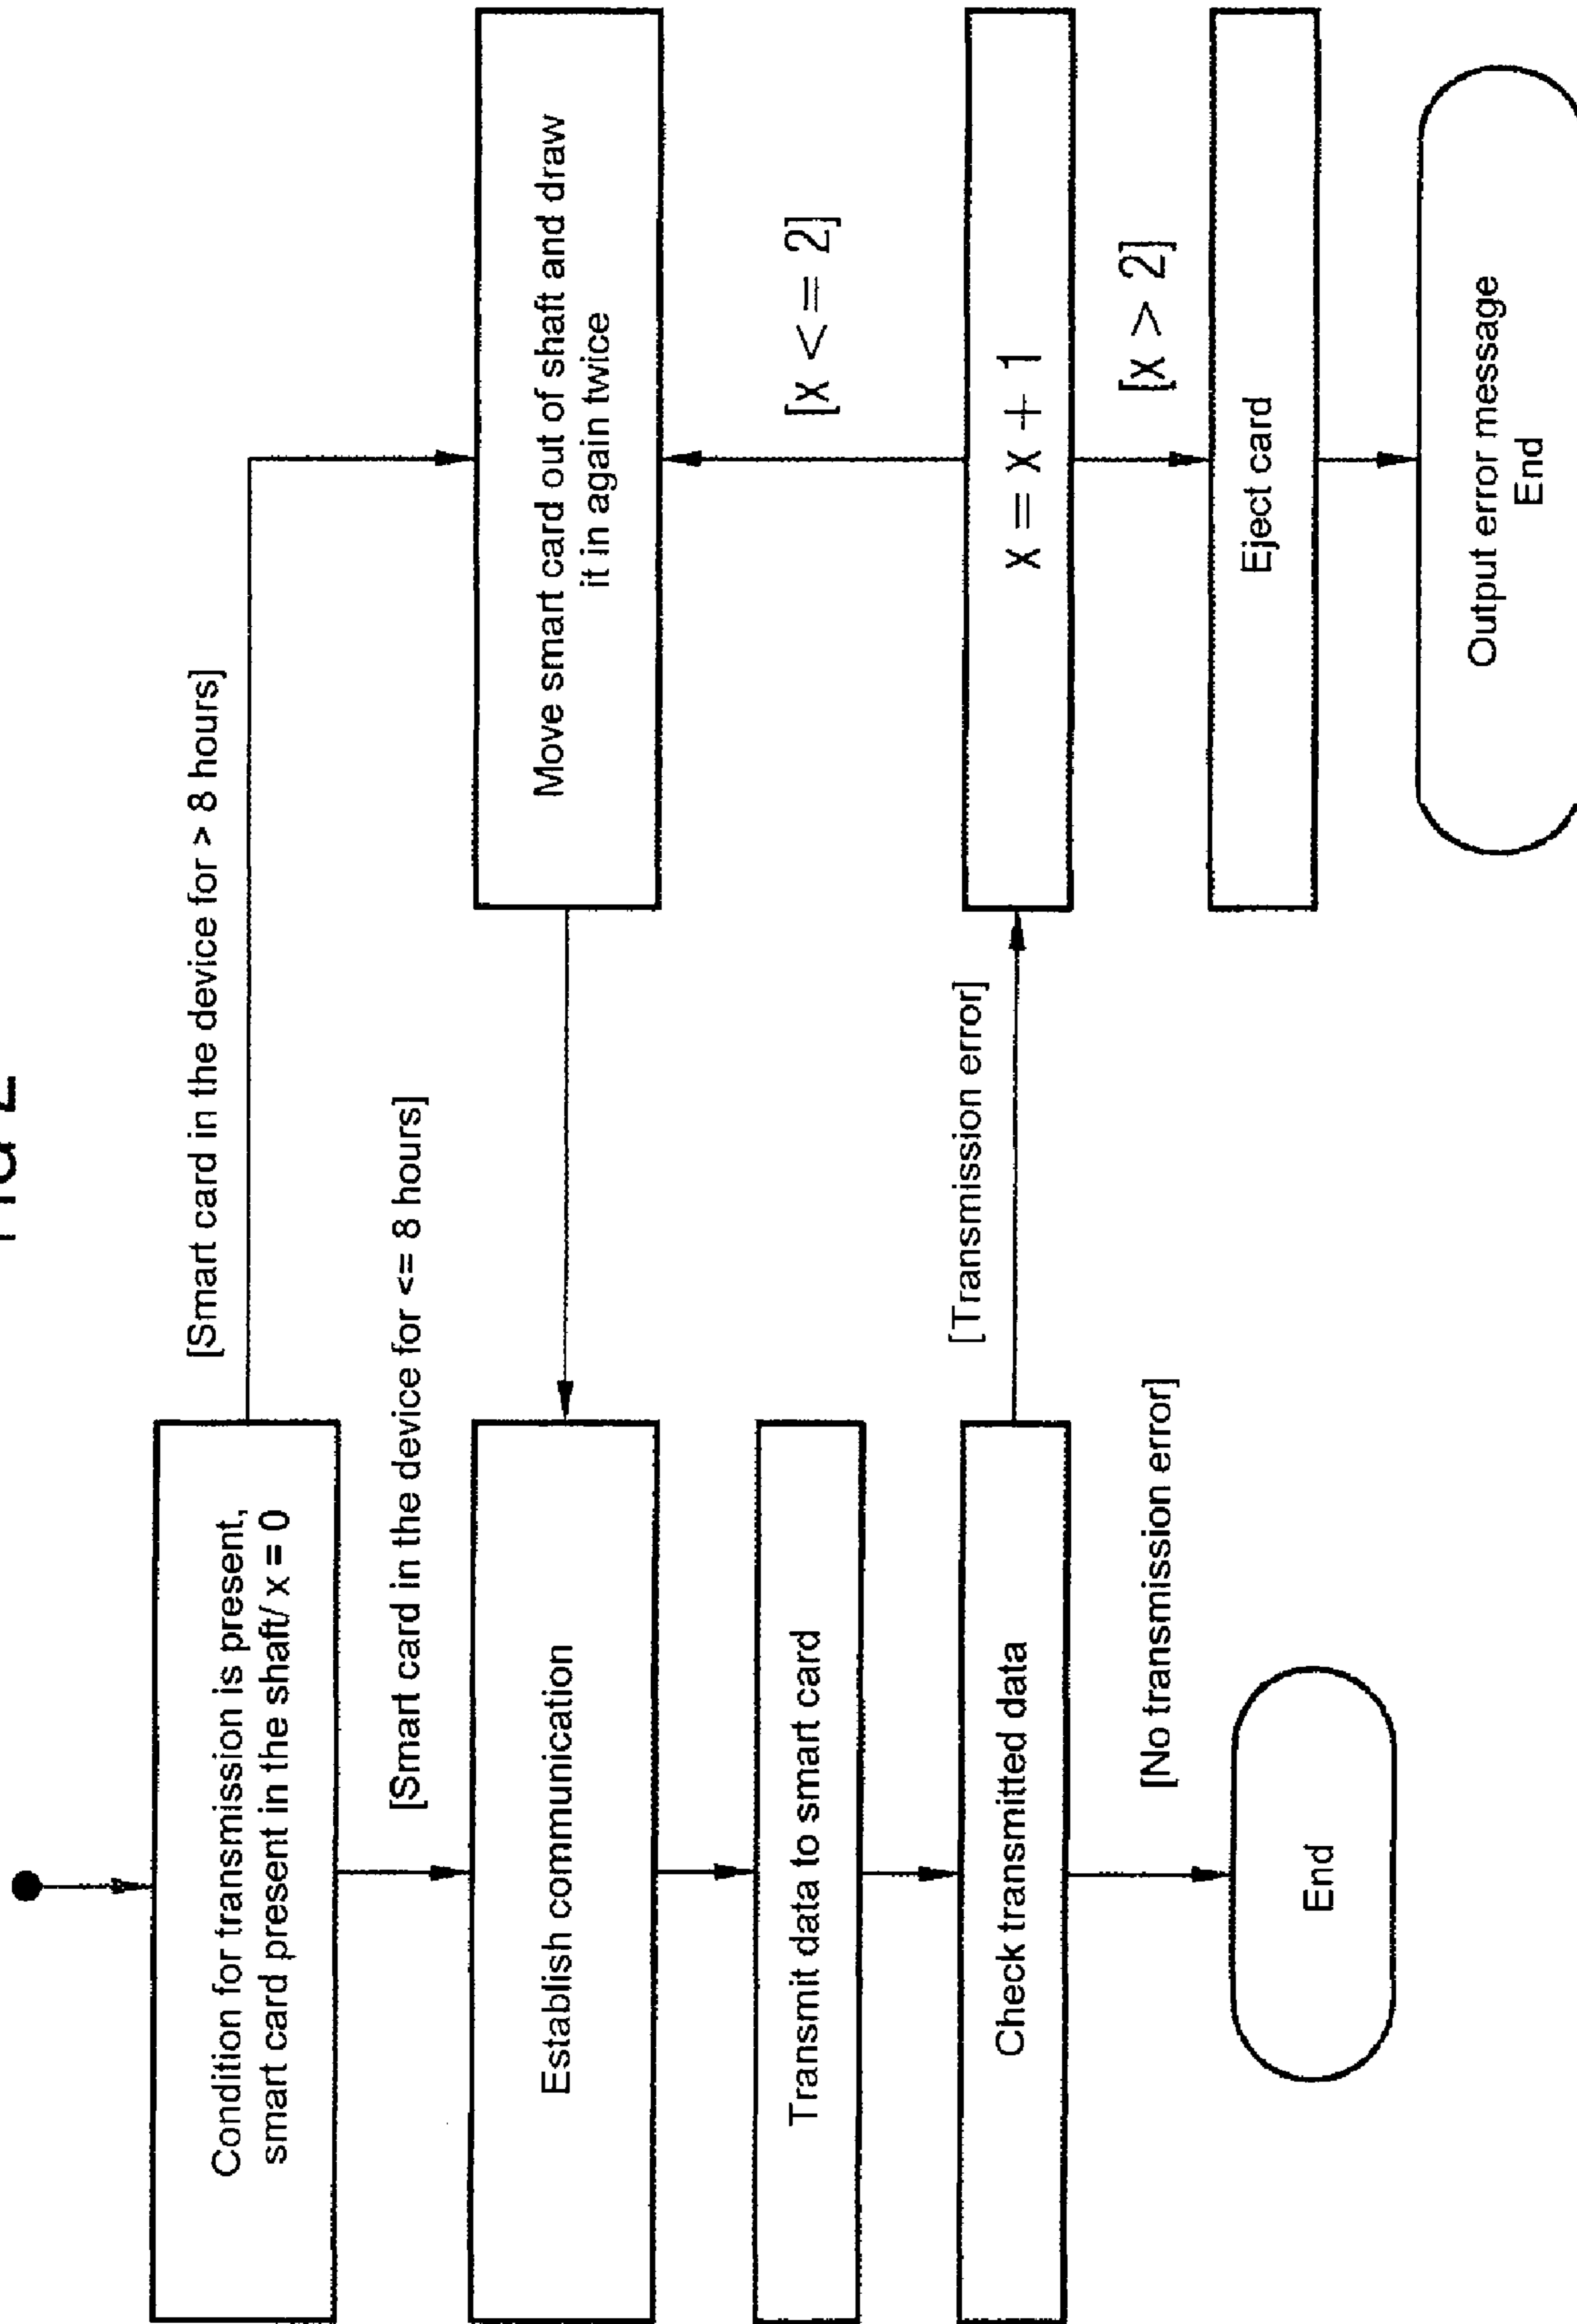 [Smart card in the device for > 8 hours]
Condition for transmission is present,
smart card present in the shaft/ x = 0
[Smart card in the device for <= 8 hours]
Move smart card out of shaft and draw
it in again twice
Establish communication
[x <= 2]
Transmit data to smart card
[Transmission error]
x = x + 1
Check transmitted data
[x > 2]
[No transmission error]
Eject card
End
Output error message
End